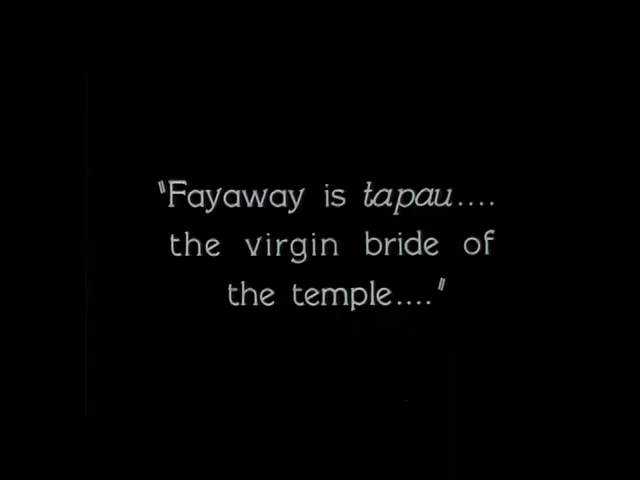 "Fayaway is tapau....
the virgin bride of
the temple...."